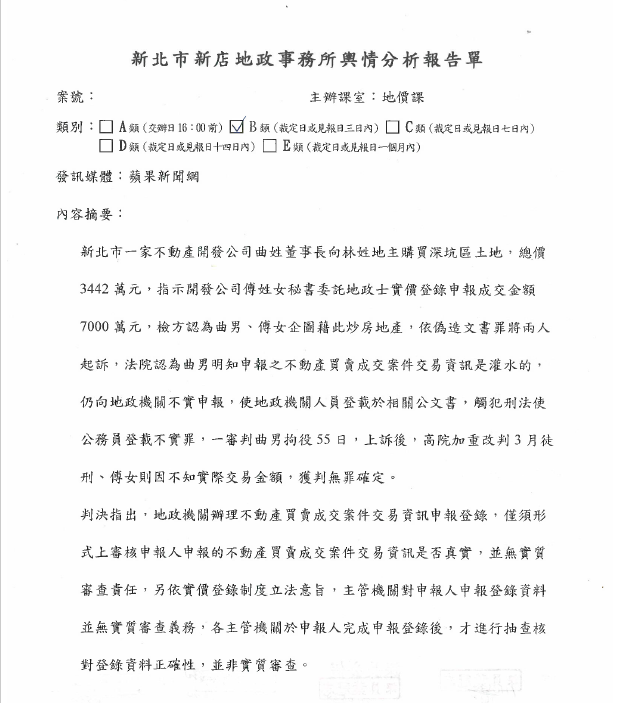 新北市新店地政事務所輿情分析報告單
案號： 主辦課室：地價課
類別：□A類(交辦日16：00前) ☑B類(裁定日或見報日三日內) □C類(裁定日或見報日七日內)
□D類(裁定日或見報日十四日內) □E類(裁定日或見報日一個月內)
發訊媒體：蘋果新聞網
內容摘要：
新北市一家不動產開發公司曲姓董事長向林姓地主購買深坑區土地，總價
3442萬元，指示開發公司傅姓女秘書委託地政士實價登錄申報成交金額
7000萬元，檢方認為曲男、傅女企圖藉此炒房地產，依偽造文書罪將兩人
起訴，法院認為曲男明知申報之不動產買賣成交案件交易資訊是灌水的，
仍向地政機關不實申報，使地政機關人員登載於相關公文書，觸犯刑法使
公務員登載不實罪，一審判曲男拘役55日，上訴後，高院加重改判3月徒
刑、傅女則因不知實際交易金額，獲判無罪確定。
判決指出，地政機關辦理不動產買賣成交案件交易資訊申報登錄，僅須形
式上審核申報人申報的不動產買賣成交案件交易資訊是否真實，並無實質
審查責任，另依實價登錄制度立法意旨，主管機關對申報人申報登錄資料
並無實質審查義務，各主管機關於申報人完成申報登錄後，才進行抽查核
對登錄資料正確性，並非實質審查。